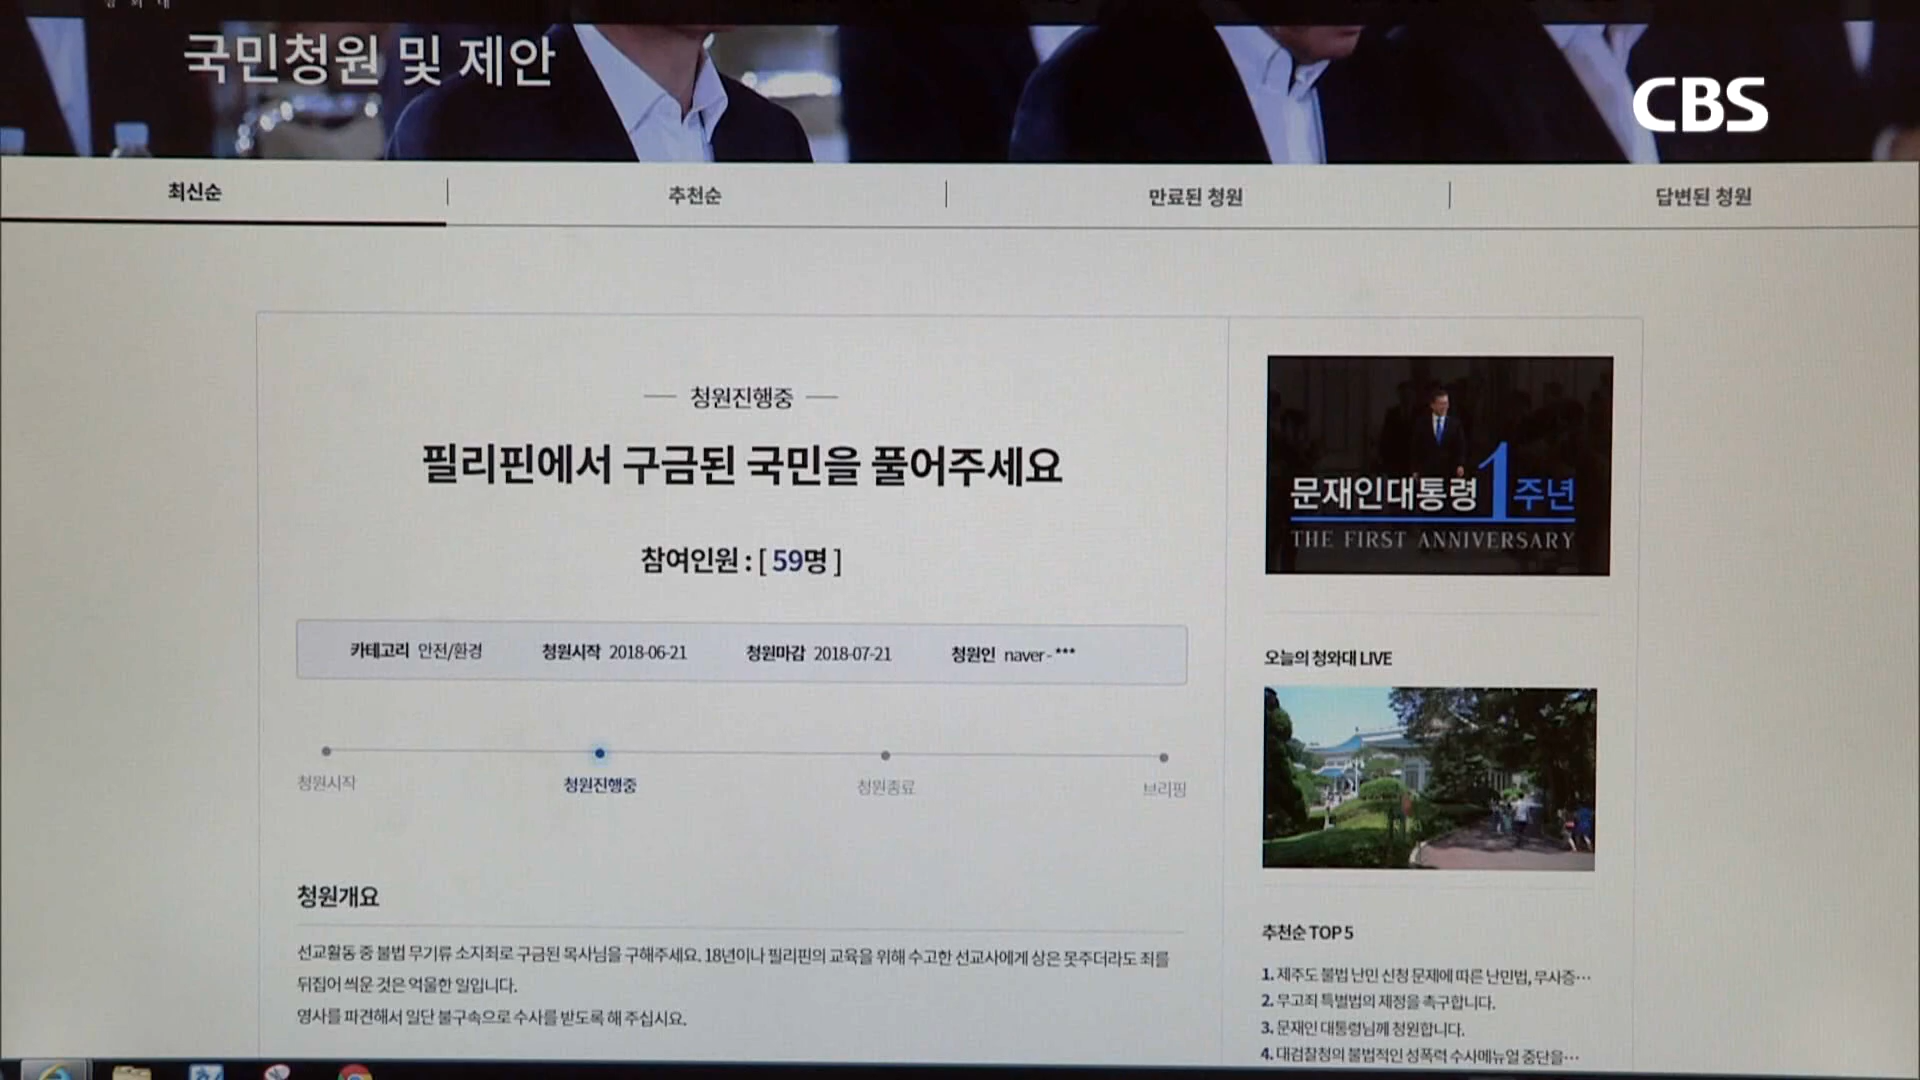 국민청원 및 제안
CBS
최신순
추천순
만료된 청원
답변된 청원
청원진행중
필리핀에서 구금된 국민을 풀어주세요
참여인원 : [ 59명 ]
카테고리 안전/환경 청원시작 2018-06-21 청원마감 2018-07-21 청원인 naver - ***
청원시작
청원진행중
청원종료
브리핑
청원개요
선교활동 중 불법 무기류 소지죄로 구금된 목사님을 구해주세요. 18년이나 필리핀의 교육을 위해 수고한 선교사에게 상은 못주더라도 죄를
뒤집어 씌운 것은 억울한 일입니다.
영사를 파견해서 일단 불구속으로 수사를 받도록 해 주십시요.
문재인대통령 1주년
THE FIRST ANNIVERSARY
오늘의 청와대 LIVE
추천순 TOP 5
1. 제주도 불법 난민 신청 문제에 따른 난민법, 무사증…
2. 무고죄 특별법의 제정을 촉구합니다.
3. 문재인 대통령님께 청원합니다.
4. 대검찰청의 불법적인 성폭력 수사메뉴얼 중단을…